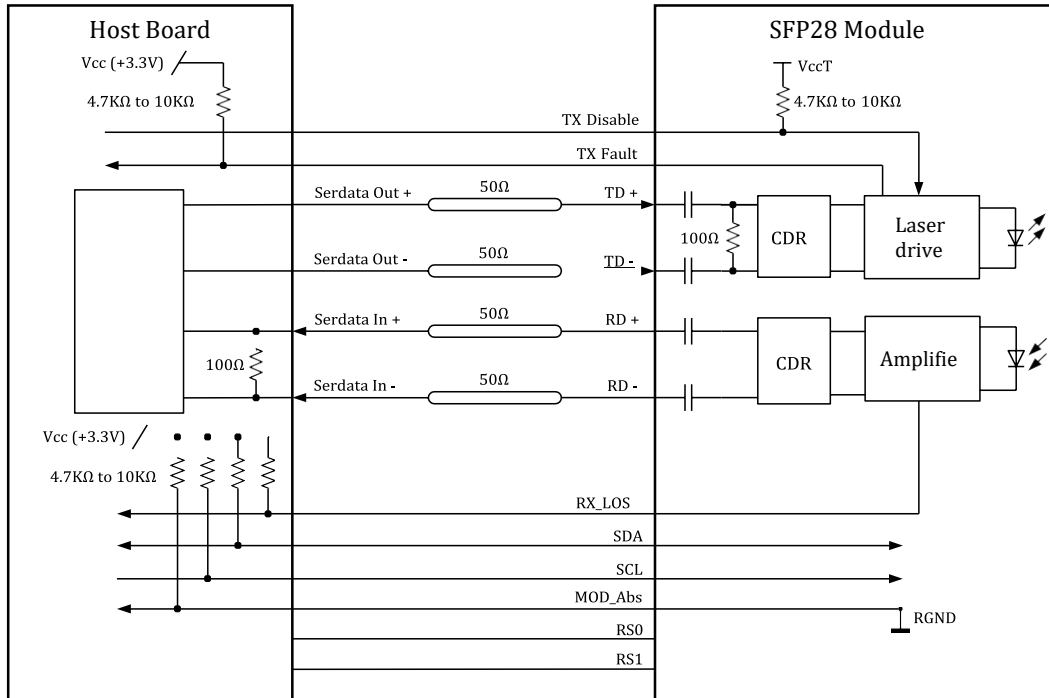 Host Board
SFP28 Module
Vcc (+3.3V)
VccT
4.7KΩ to 10KΩ
4.7KΩ to 10KΩ
TX Disable
TX Fault
Serdata Out +
50Ω
TD +
100Ω
CDR
Laser
drive
Serdata Out -
50Ω
TD -
Serdata In +
50Ω
RD +
100Ω
CDR
Amplifie
Serdata In -
50Ω
RD -
Vcc (+3.3V)
4.7KΩ to 10KΩ
RX_LOS
SDA
SCL
MOD_Abs
RGND
RS0
RS1